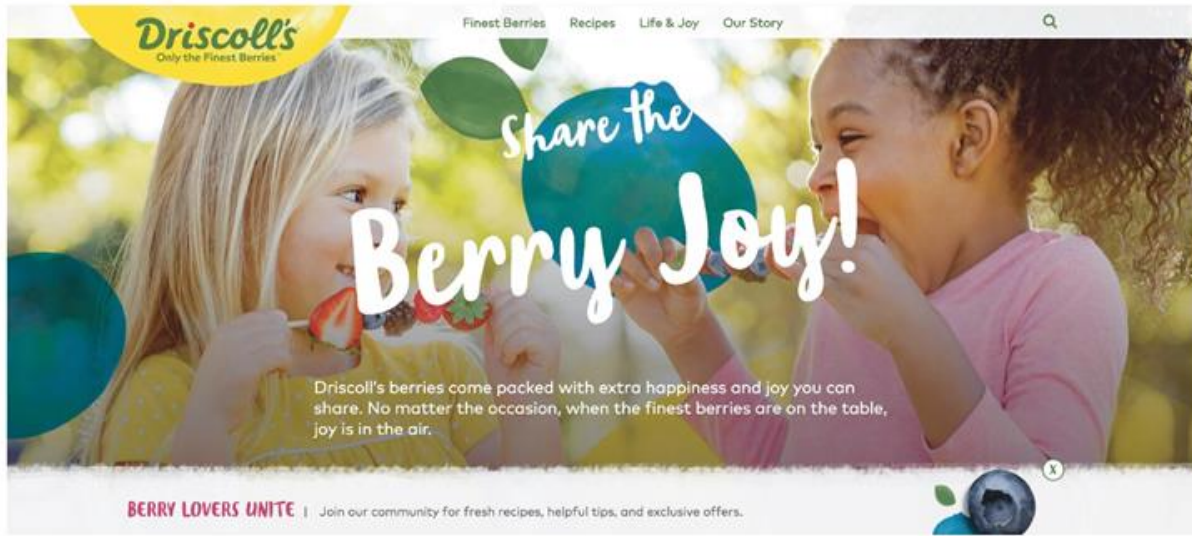 Driscoll's
Only the Finest Berries™
Finest Berries Recipes Life & Joy Our Story
Share the
Berry Joy!
Driscoll's berries come packed with extra happiness and joy you can
share. No matter the occasion, when the finest berries are on the table,
joy is in the air.
X
BERRY LOVERS UNITE | Join our community for fresh recipes, helpful tips, and exclusive offers.